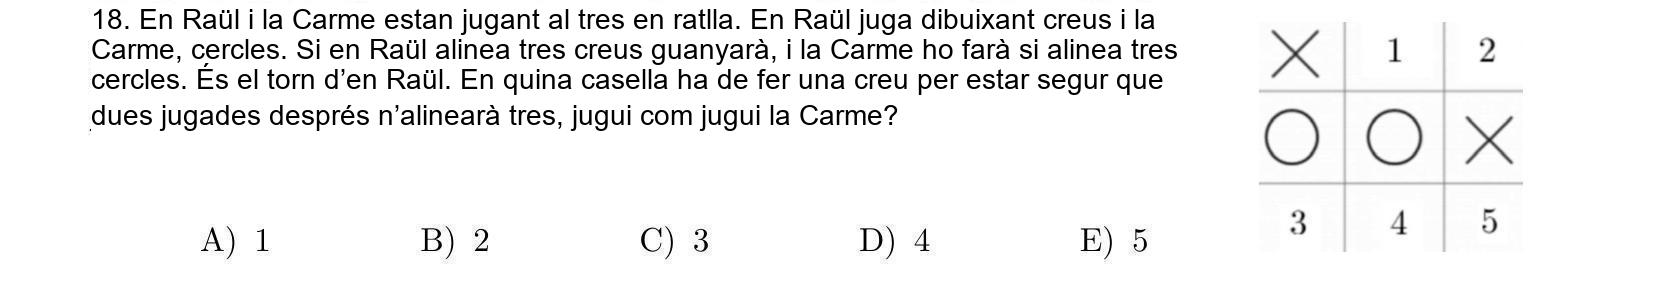 18. En Raül i la Carme estan jugant al tres en ratlla. En Raül juga dibuixant creus i la
Carme, cercles. Si en Raül alinea tres creus guanyarà, i la Carme ho farà si alinea tres
cercles. És el torn d’en Raül. En quina casella ha de fer una creu per estar segur que
dues jugades després n’alinearà tres, jugui com jugui la Carme?
A) 1 B) 2 C) 3 D) 4 E) 5
1 2
3 4 5